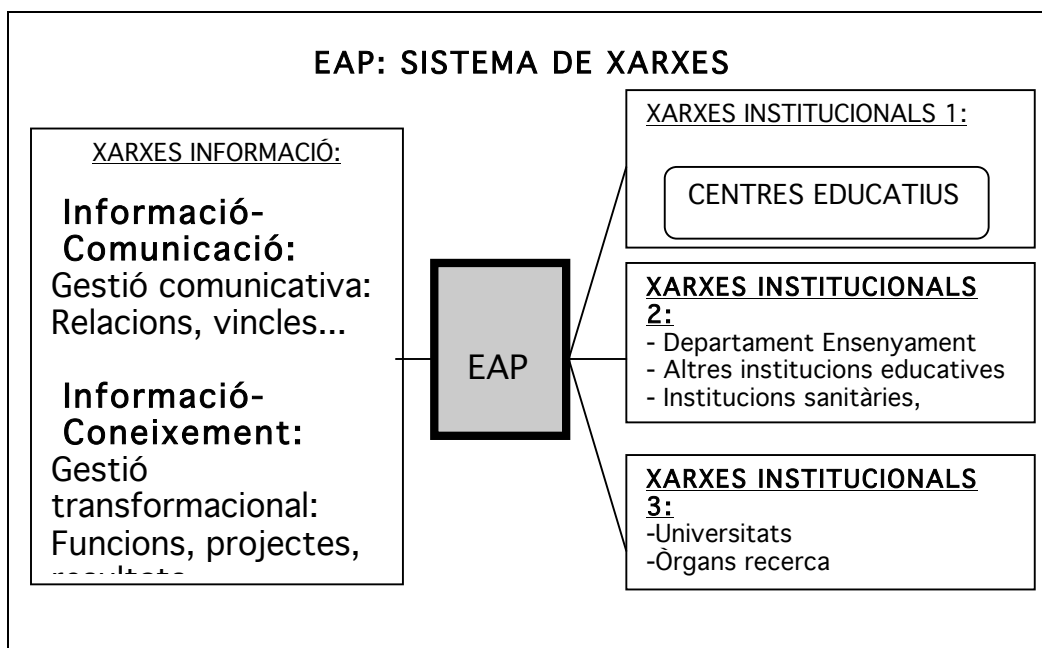 EAP: SISTEMA DE XARXES
XARXES INFORMACIÓ:
Informació-
Comunicació:
Gestió comunicativa:
Relacions, vincles...
Informació-
Coneixement:
Gestió
transformacional:
Funcions, projectes,
EAP
XARXES INSTITUCIONALS 1:
CENTRES EDUCATIUS
XARXES INSTITUCIONALS
2:
- Departament Ensenyament
- Altres institucions educatives
- Institucions sanitàries,
XARXES INSTITUCIONALS
3:
-Universitats
-Òrgans recerca